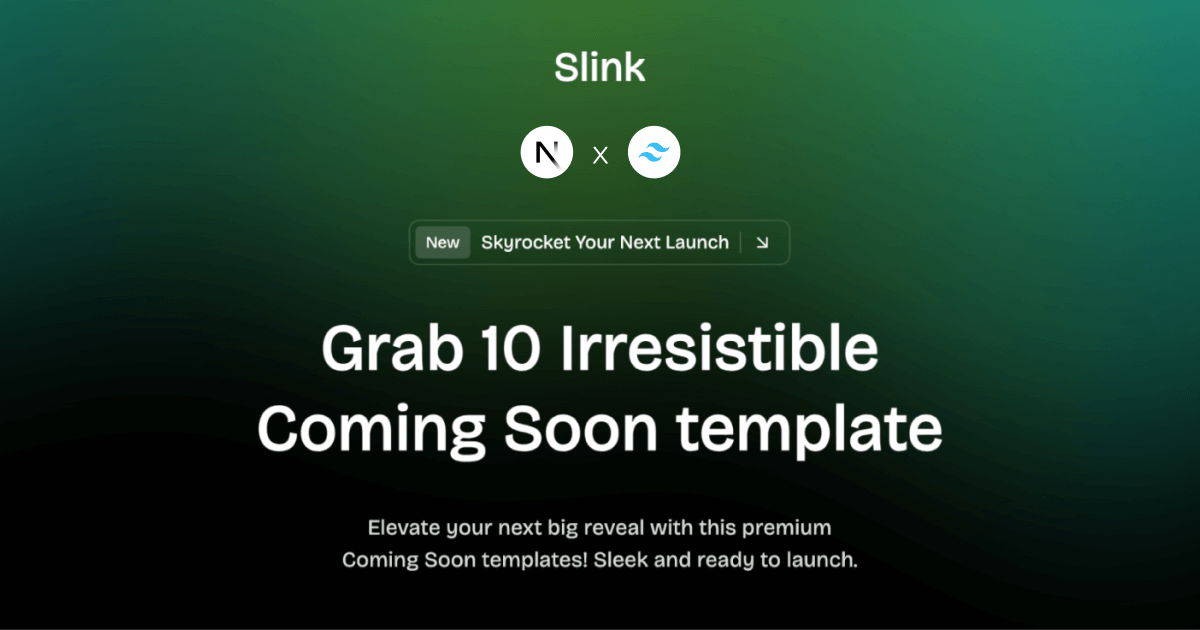 Slink
N X
New Skyrocket Your Next Launch
Grab 10 Irresistible
Coming Soon template
Elevate your next big reveal with this premium
Coming Soon templates! Sleek and ready to launch.